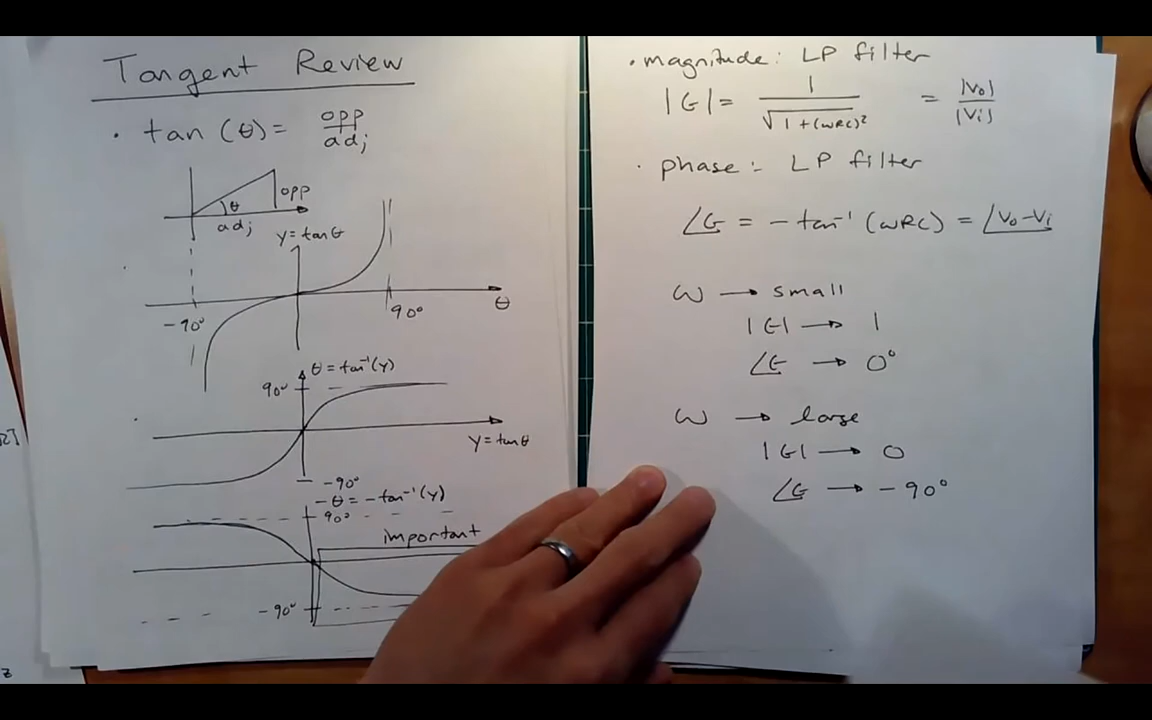 Tangent Review
• tan (θ) = opp/adj
opp
θ
adj
y = tan θ
-90°
90°
θ
θ = tan⁻¹(y)
90°
y = tan θ
-90°
-θ = -tan⁻¹(y)
90°
important
-90°
• magnitude: LP filter
|G| = 1/√(1 + (ωRC)²) = |Vo|/|Vi|
• phase: LP filter
∠G = - tan⁻¹ (ωRC) = ∠Vo-Vi
ω → small
|G| → 1
∠G → 0°
ω → large
|G| → 0
∠G → -90°